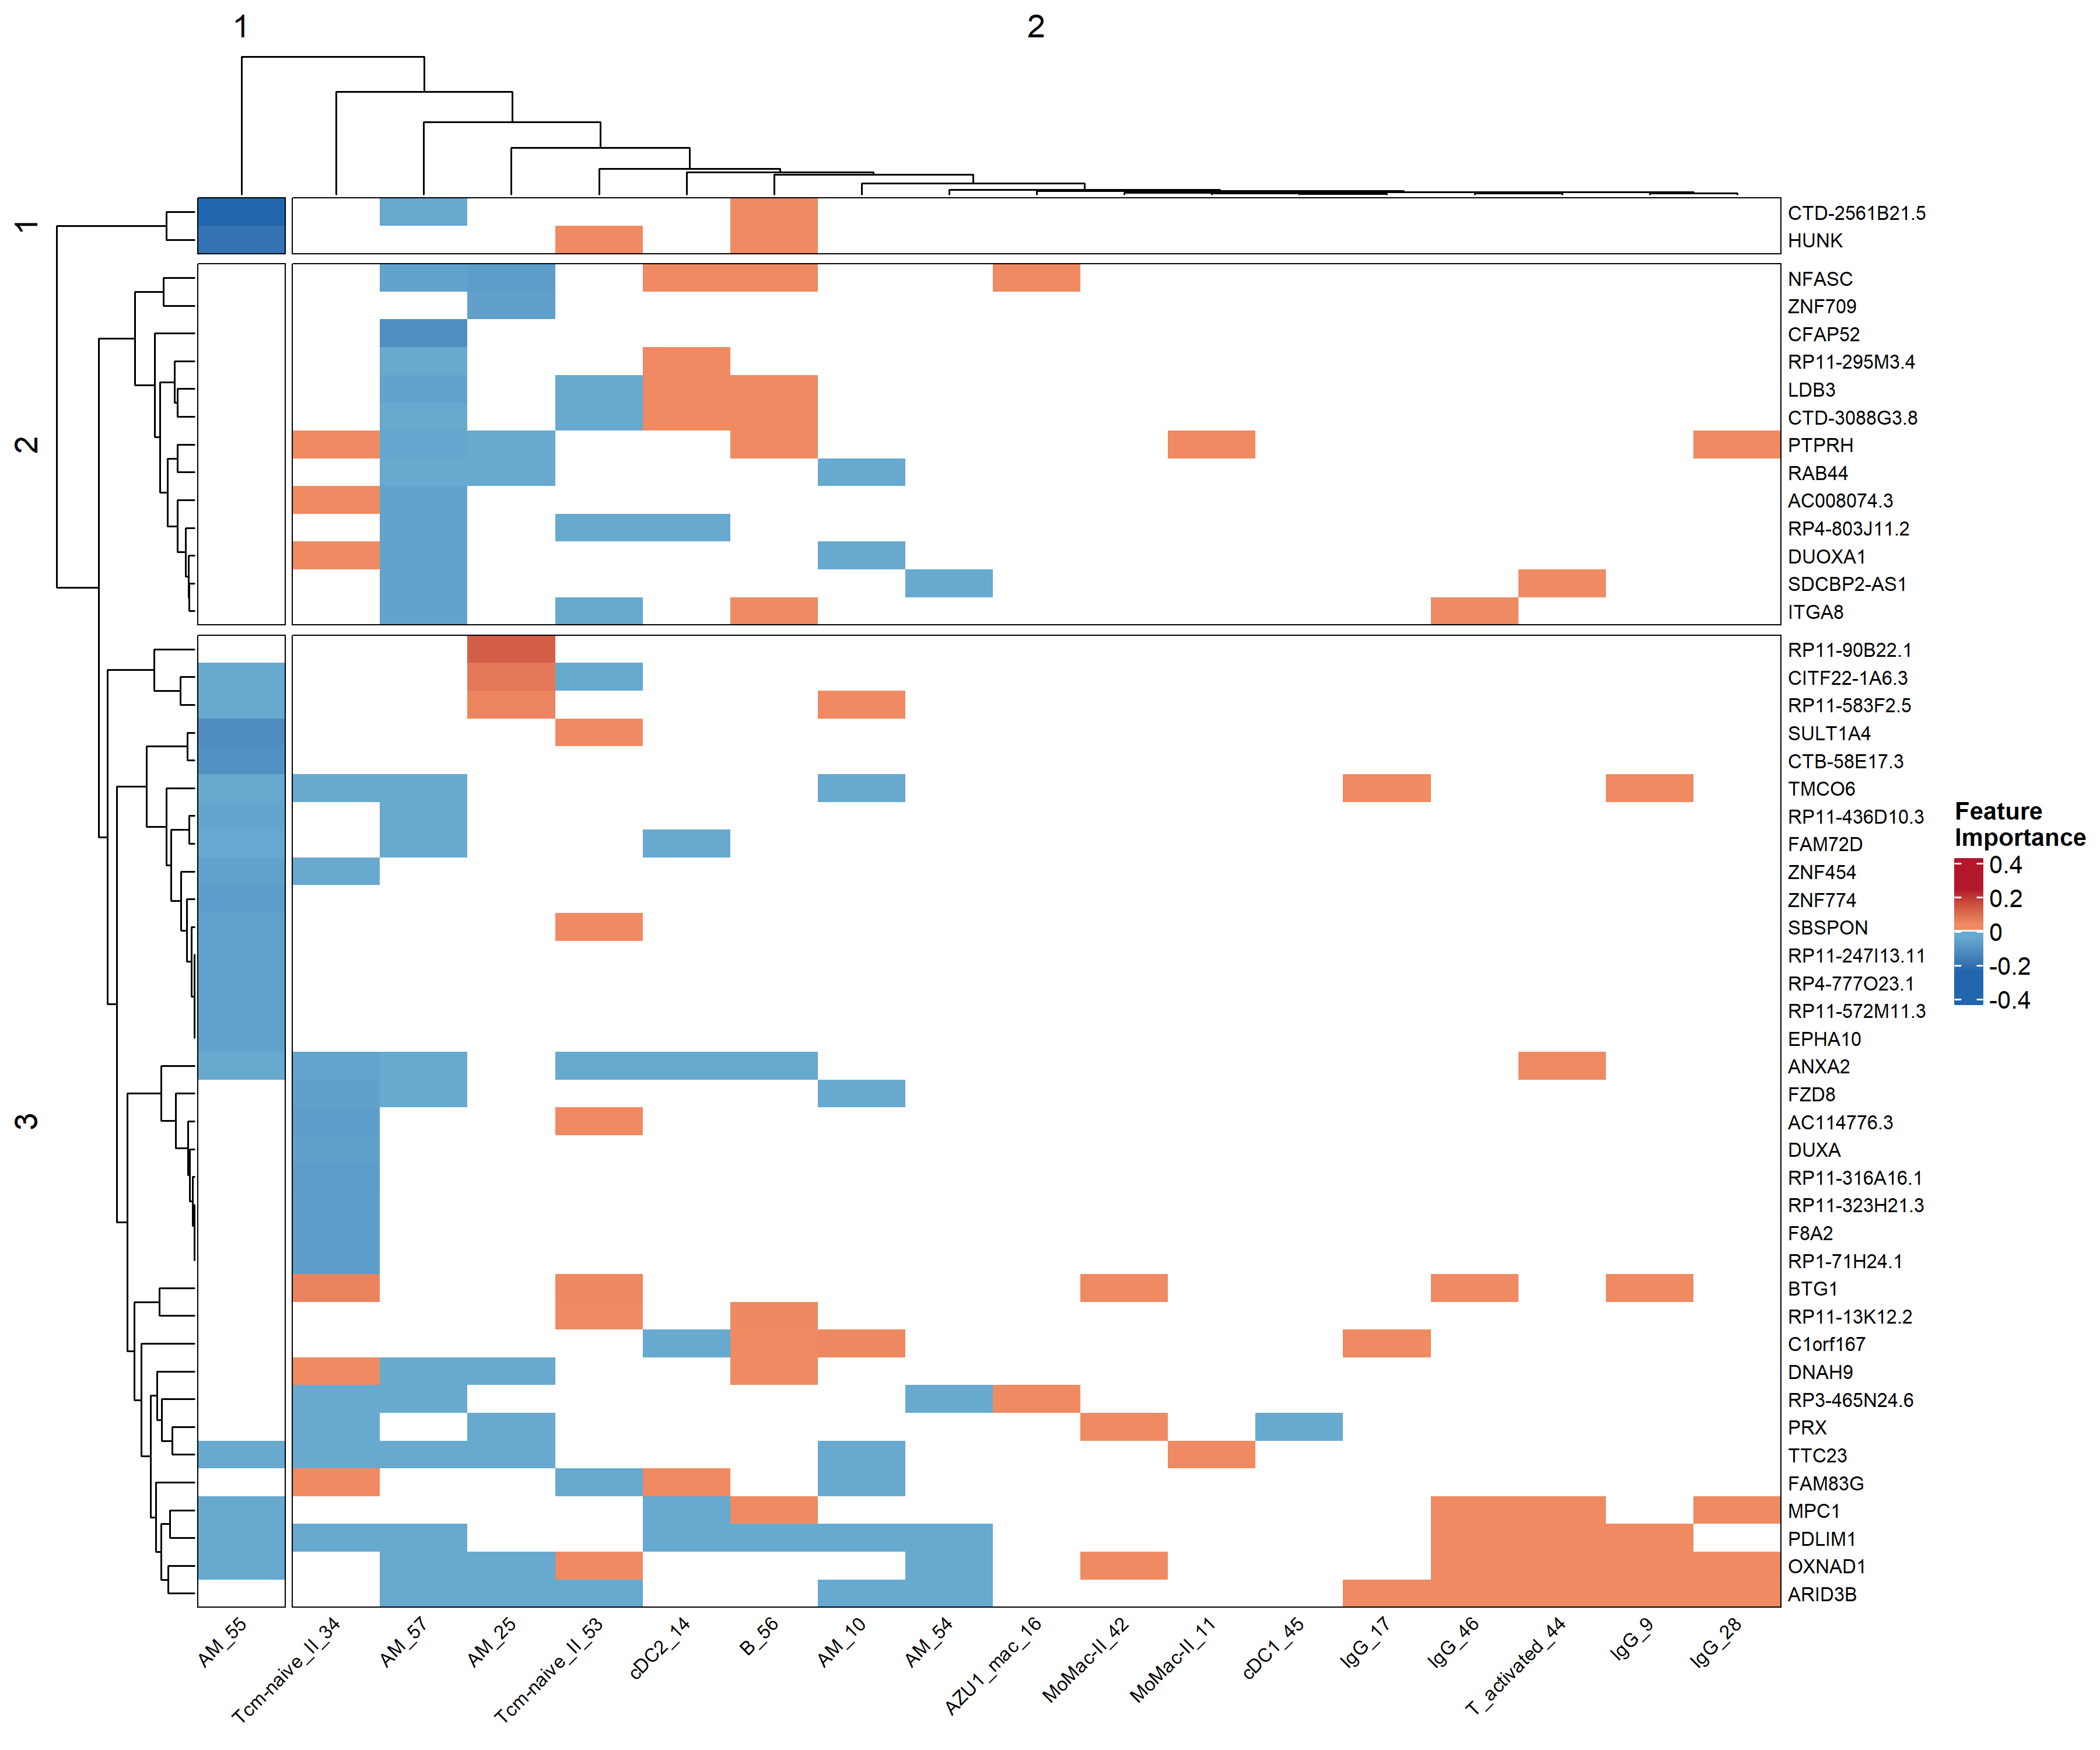 1
2
1
2
3
CTD-2561B21.5
HUNK
NFASC
ZNF709
CFAP52
RP11-295M3.4
LDB3
CTD-3088G3.8
PTPRH
RAB44
AC008074.3
RP4-803J11.2
DUOXA1
SDCBP2-AS1
ITGA8
RP11-90B22.1
CITF22-1A6.3
RP11-583F2.5
SULT1A4
CTB-58E17.3
TMCO6
RP11-436D10.3
FAM72D
ZNF454
ZNF774
SBSPON
RP11-247I13.11
RP4-777O23.1
RP11-572M11.3
EPHA10
ANXA2
FZD8
AC114776.3
DUXA
RP11-316A16.1
RP11-323H21.3
F8A2
RP1-71H24.1
BTG1
RP11-13K12.2
C1orf167
DNAH9
RP3-465N24.6
PRX
TTC23
FAM83G
MPC1
PDLIM1
OXNAD1
ARID3B
Feature
Importance
0.4
0.2
0
-0.2
-0.4
AM_55
Tcm-naive_II_34
AM_57
AM_25
Tcm-naive_II_53
cDC2_14
B_56
AM_10
AM_54
AZU1_mac_16
MoMac-II_42
MoMac-II_11
cDC1_45
IgG_17
IgG_46
T_activated_44
IgG_9
IgG_28